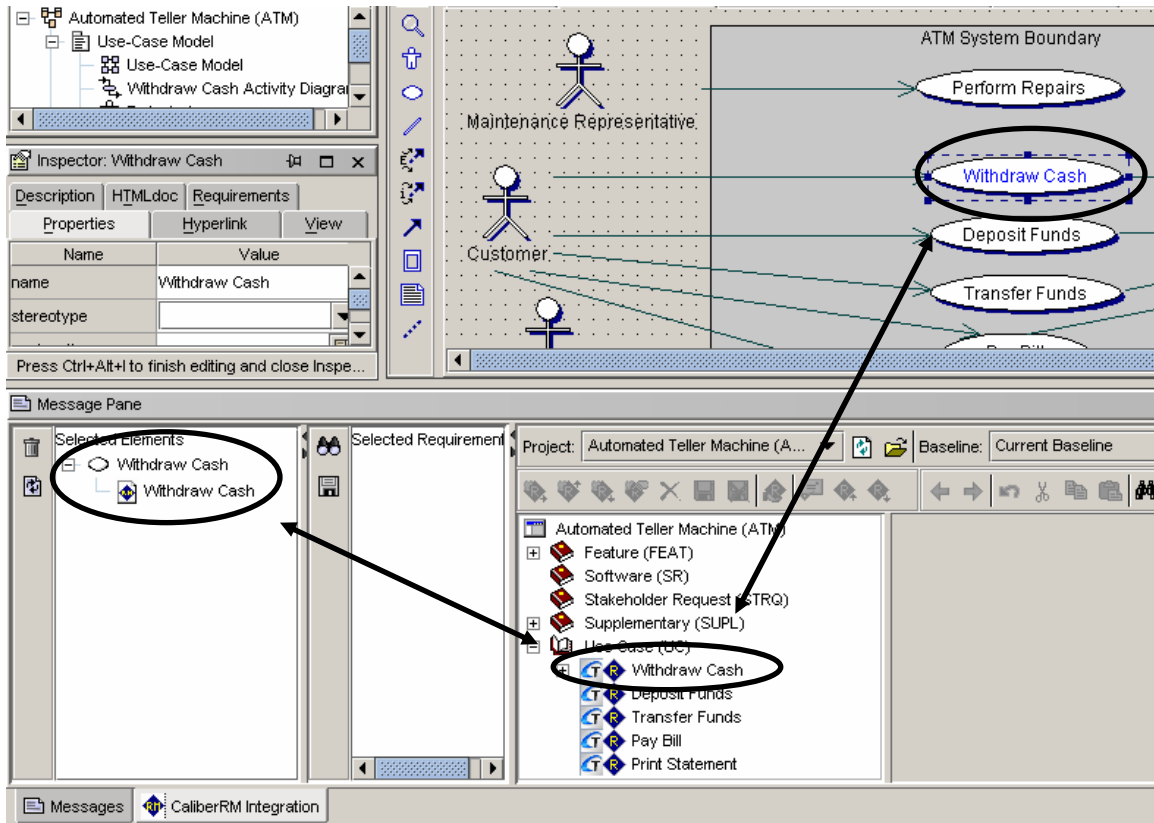 Automated Teller Machine (ATM)
Use-Case Model
Use-Case Model
Withdraw Cash Activity Diagra
Inspector: Withdraw Cash
Description HTMLdoc Requirements
Properties Hyperlink View
Name Value
name Withdraw Cash
stereotype
Press Ctrl+Alt+I to finish editing and close Inspe...
ATM System Boundary
Perform Repairs
Maintenance Representative
Withdraw Cash
Deposit Funds
Customer
Transfer Funds
Pay Bill
Message Pane
Selected Elements
Withdraw Cash
Withdraw Cash
Selected Requirement
Project: Automated Teller Machine (A... Baseline: Current Baseline
Automated Teller Machine (ATM)
Feature (FEAT)
Software (SR)
Stakeholder Request (STRQ)
Supplementary (SUPL)
Use Case (UC)
Withdraw Cash
Deposit Funds
Transfer Funds
Pay Bill
Print Statement
Messages CaliberRM Integration